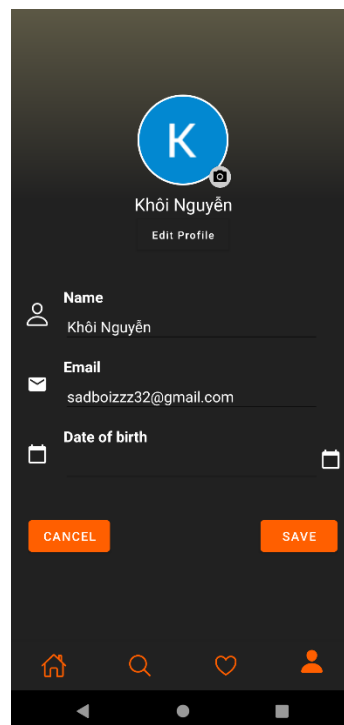 K
Khôi Nguyễn
Edit Profile
Name
Khôi Nguyễn
Email
sadboizzz32@gmail.com
Date of birth
CANCEL
SAVE